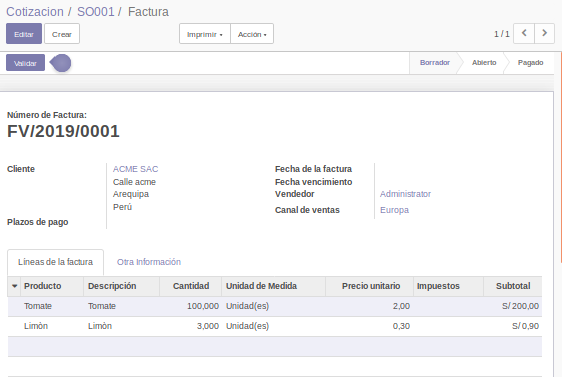 Cotizacion / SO001 / Factura
Editar Crear Imprimir Acción 1 / 1
Validar Borrador Abierto Pagado
Número de Factura:
FV/2019/0001
Cliente ACME SAC Fecha de la factura
Calle acme Fecha vencimiento
Arequipa Vendedor Administrator
Perú Canal de ventas Europa
Plazos de pago
Líneas de la factura Otra Información
Producto Descripción Cantidad Unidad de Medida Precio unitario Impuestos Subtotal
Tomate Tomate 100,000 Unidad(es) 2,00 S/ 200,00
Limón Limón 3,000 Unidad(es) 0,30 S/ 0,90